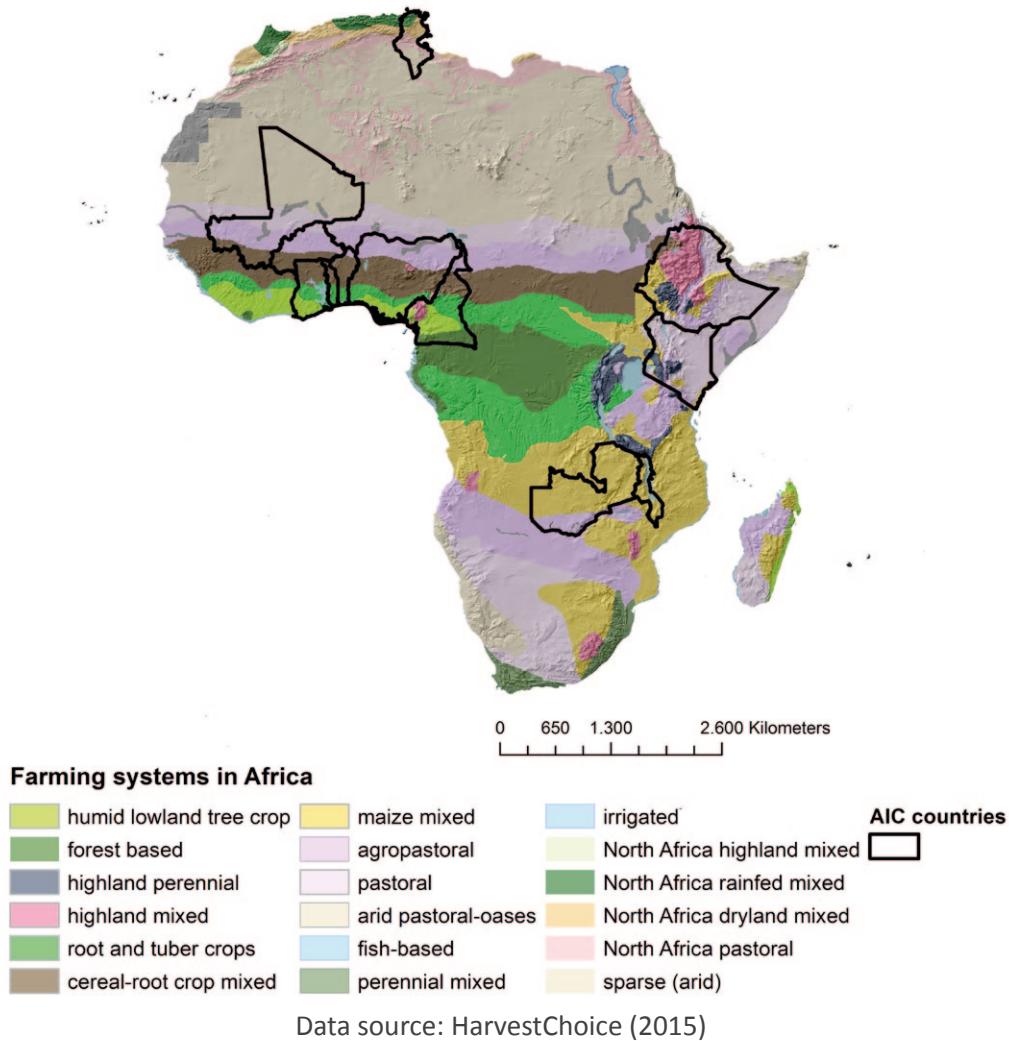 0 650 1.300 2.600 Kilometers
Farming systems in Africa
humid lowland tree crop
forest based
highland perennial
highland mixed
root and tuber crops
cereal-root crop mixed
maize mixed
agropastoral
pastoral
arid pastoral-oases
fish-based
perennial mixed
irrigated
North Africa highland mixed
North Africa rainfed mixed
North Africa dryland mixed
North Africa pastoral
sparse (arid)
AIC countries
Data source: HarvestChoice (2015)